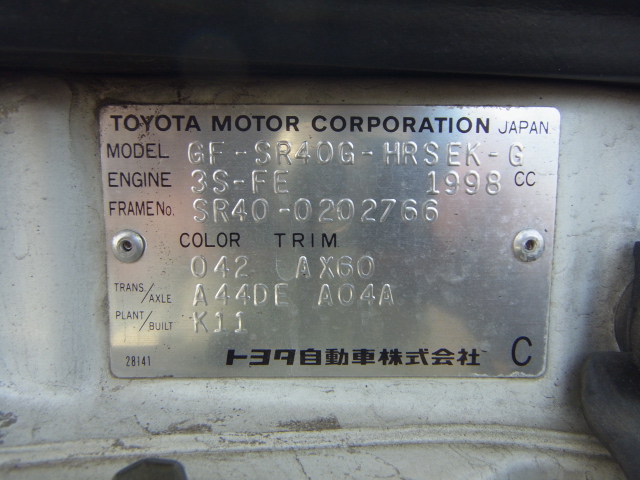 TOYOTA MOTOR CORPORATION JAPAN
MODEL GF-SR40G-HRSEK-G
ENGINE 3S-FE 1998 CC
FRAME No. SR40-0202766
COLOR TRIM
042 LAX60
TRANS./AXLE A44DE A04A
PLANT/BUILT K11
28141 トヨタ自動車株式会社 C